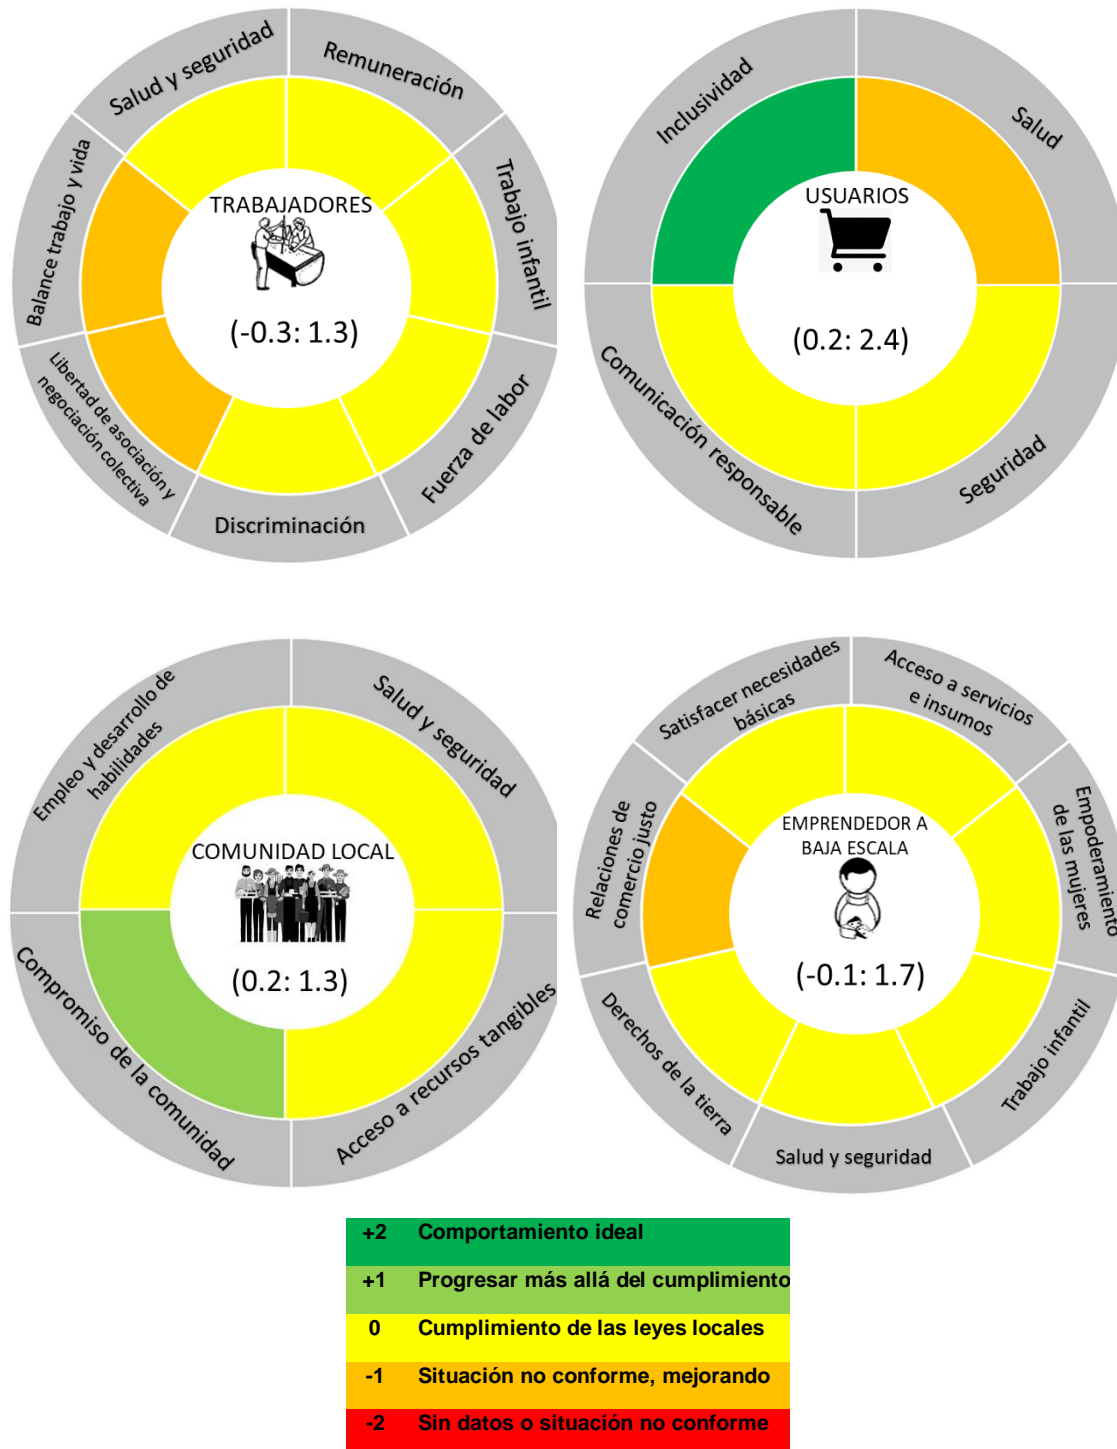 Salud y seguridad
Remuneración
Trabajo infantil
Fuerza de labor
Discriminación
Libertad de asociación y
negociación colectiva
Balance trabajo y vida
TRABAJADORES
(-0.3: 1.3)
Inclusividad
Salud
Seguridad
Comunicación responsable
USUARIOS
(0.2: 2.4)
Empleo y desarrollo de
habilidades
Salud y seguridad
Acceso a recursos tangibles
Compromiso de la comunidad
COMUNIDAD LOCAL
(0.2: 1.3)
Satisfacer necesidades
básicas
Acceso a servicios
e insumos
Empoderamiento
de las mujeres
Trabajo infantil
Salud y seguridad
Derechos de la tierra
Relaciones de
comercio justo
EMPRENDEDOR A
BAJA ESCALA
(-0.1: 1.7)
+2 Comportamiento ideal
+1 Progresar más allá del cumplimiento
0 Cumplimiento de las leyes locales
-1 Situación no conforme, mejorando
-2 Sin datos o situación no conforme